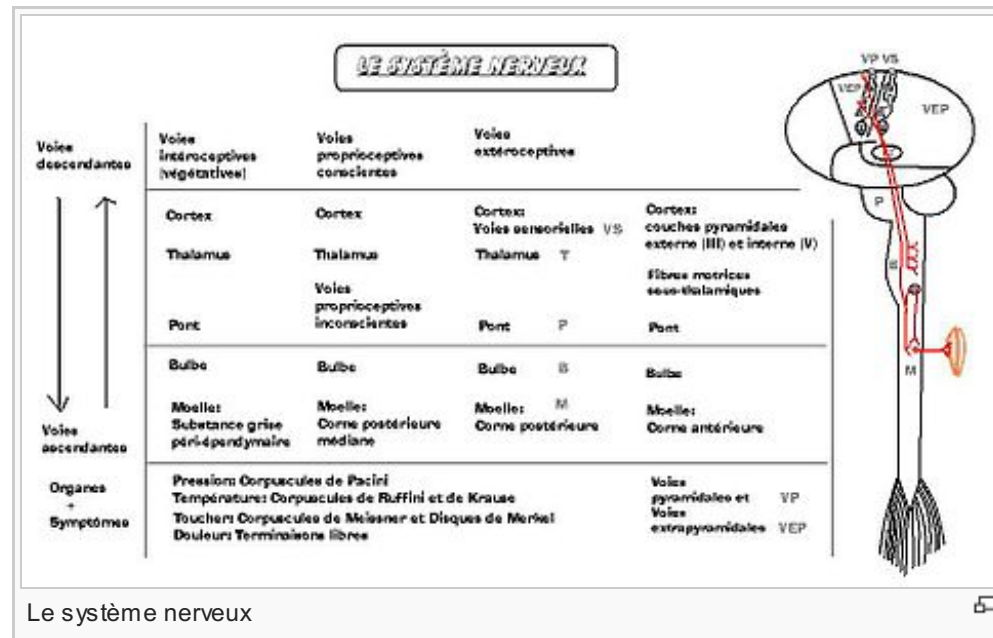 LE SYSTÈME NERVEUX
VP VS
VEP
VEP
Voies
descendantes
Voies
intéroceptives
(végétatives)
Voies
proprioceptives
conscientes
Voies
extéroceptives
Cortex
Cortex
Cortex:
Voies sensorielles VS
Cortex:
couches pyramidales
externe (III) et interne (V)
Thalamus
Thalamus
Thalamus T
Fibres motrices
sous-thalamiques
Voies
proprioceptives
inconscientes
Pont
Pont P
Pont
P
B
Bulbe
Bulbe
Bulbe B
Bulbe
M
Moelle:
Substance grise
péri-épendymaire
Moelle:
Corne postérieure
médiane
Moelle: M
Corne postérieure
Moelle:
Corne antérieure
Voies
ascendantes
Organes
+
Symptômes
Pression: Corpuscules de Pacini
Température: Corpuscules de Ruffini et de Krause
Toucher: Corpuscules de Meissner et Disques de Merkel
Douleur: Terminaisons libres
Voies
pyramidales et VP
Voies
extrapyramidales VEP
Le système nerveux